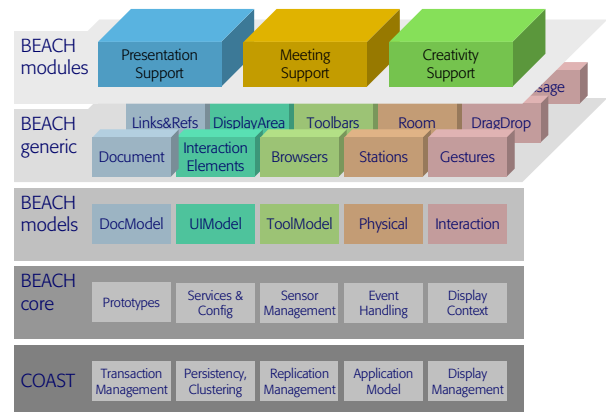 BEACH
modules
Presentation
Support
Meeting
Support
Creativity
Support
sage
BEACH
generic
Links&Refs
DisplayArea
Toolbars
Room
DragDrop
Document
Interaction
Elements
Browsers
Stations
Gestures
BEACH
models
DocModel
UIModel
ToolModel
Physical
Interaction
BEACH
core
Prototypes
Services &
Config
Sensor
Management
Event
Handling
Display
Context
COAST
Transaction
Management
Persistency,
Clustering
Replication
Management
Application
Model
Display
Management